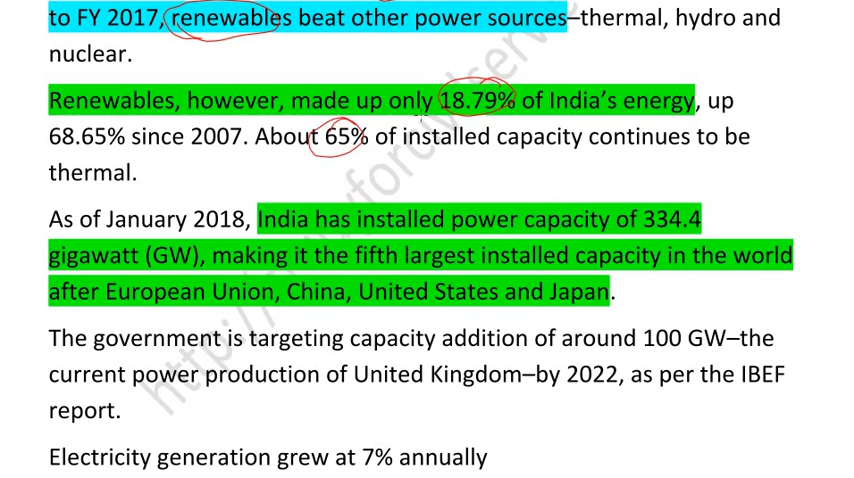 to FY 2017, renewables beat other power sources–thermal, hydro and
nuclear.
Renewables, however, made up only 18.79% of India's energy, up
68.65% since 2007. About 65% of installed capacity continues to be
thermal.
As of January 2018, India has installed power capacity of 334.4
gigawatt (GW), making it the fifth largest installed capacity in the world
after European Union, China, United States and Japan.
The government is targeting capacity addition of around 100 GW–the
current power production of United Kingdom–by 2022, as per the IBEF
report.
Electricity generation grew at 7% annually